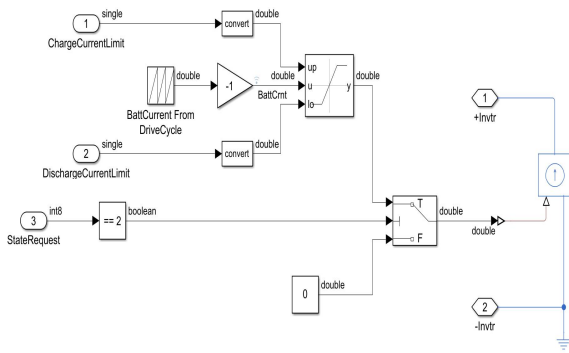 1
single
convert
double
ChargeCurrentLimit
double
-1
double
BattCrnt
up
u
lo
y
double
BattCurrent From
DriveCycle
2
single
convert
double
DischargeCurrentLimit
3
int8
== 2
boolean
StateRequest
T
F
double
double
0
double
1
+Invtr
2
-Invtr